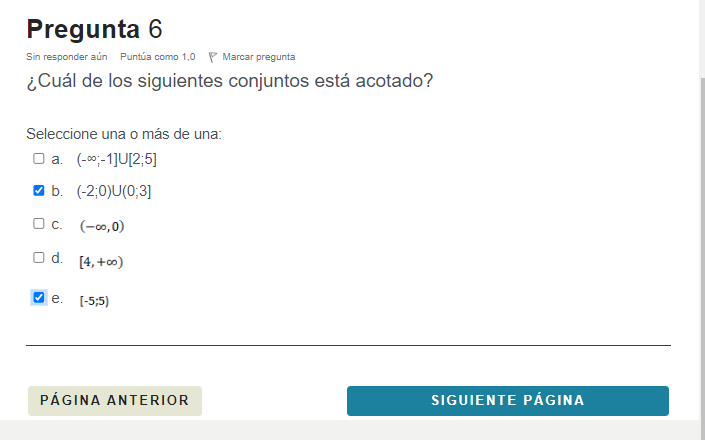 Pregunta 6
Sin responder aún Puntúa como 1,0 Marcar pregunta
¿Cuál de los siguientes conjuntos está acotado?
Seleccione una o más de una:
a. (-∞;-1]U[2;5]
b. (-2;0)U(0;3]
c. (−∞,0)
d. [4,+∞)
e. [-5;5)
PÁGINA ANTERIOR SIGUIENTE PÁGINA